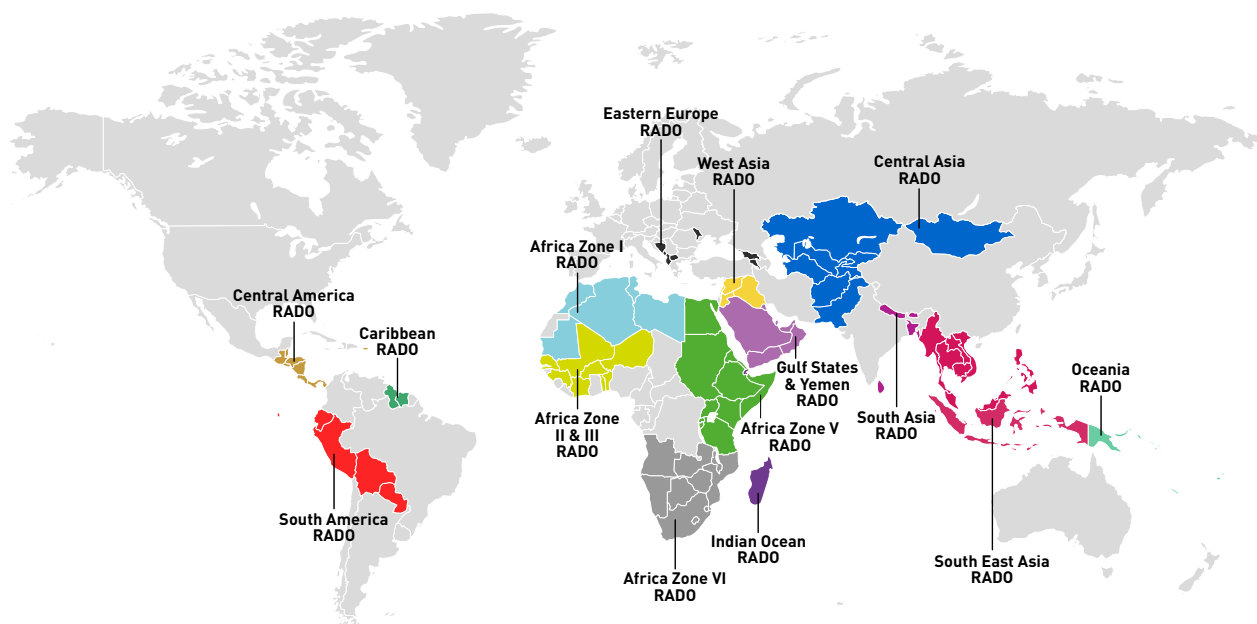 Eastern Europe
RADO
West Asia
RADO
Central Asia
RADO
Africa Zone I
RADO
Central America
RADO
Caribbean
RADO
Gulf States
& Yemen
RADO
Oceania
RADO
South Asia
RADO
Africa Zone
II & III
RADO
Africa Zone V
RADO
South America
RADO
Indian Ocean
RADO
South East Asia
RADO
Africa Zone VI
RADO